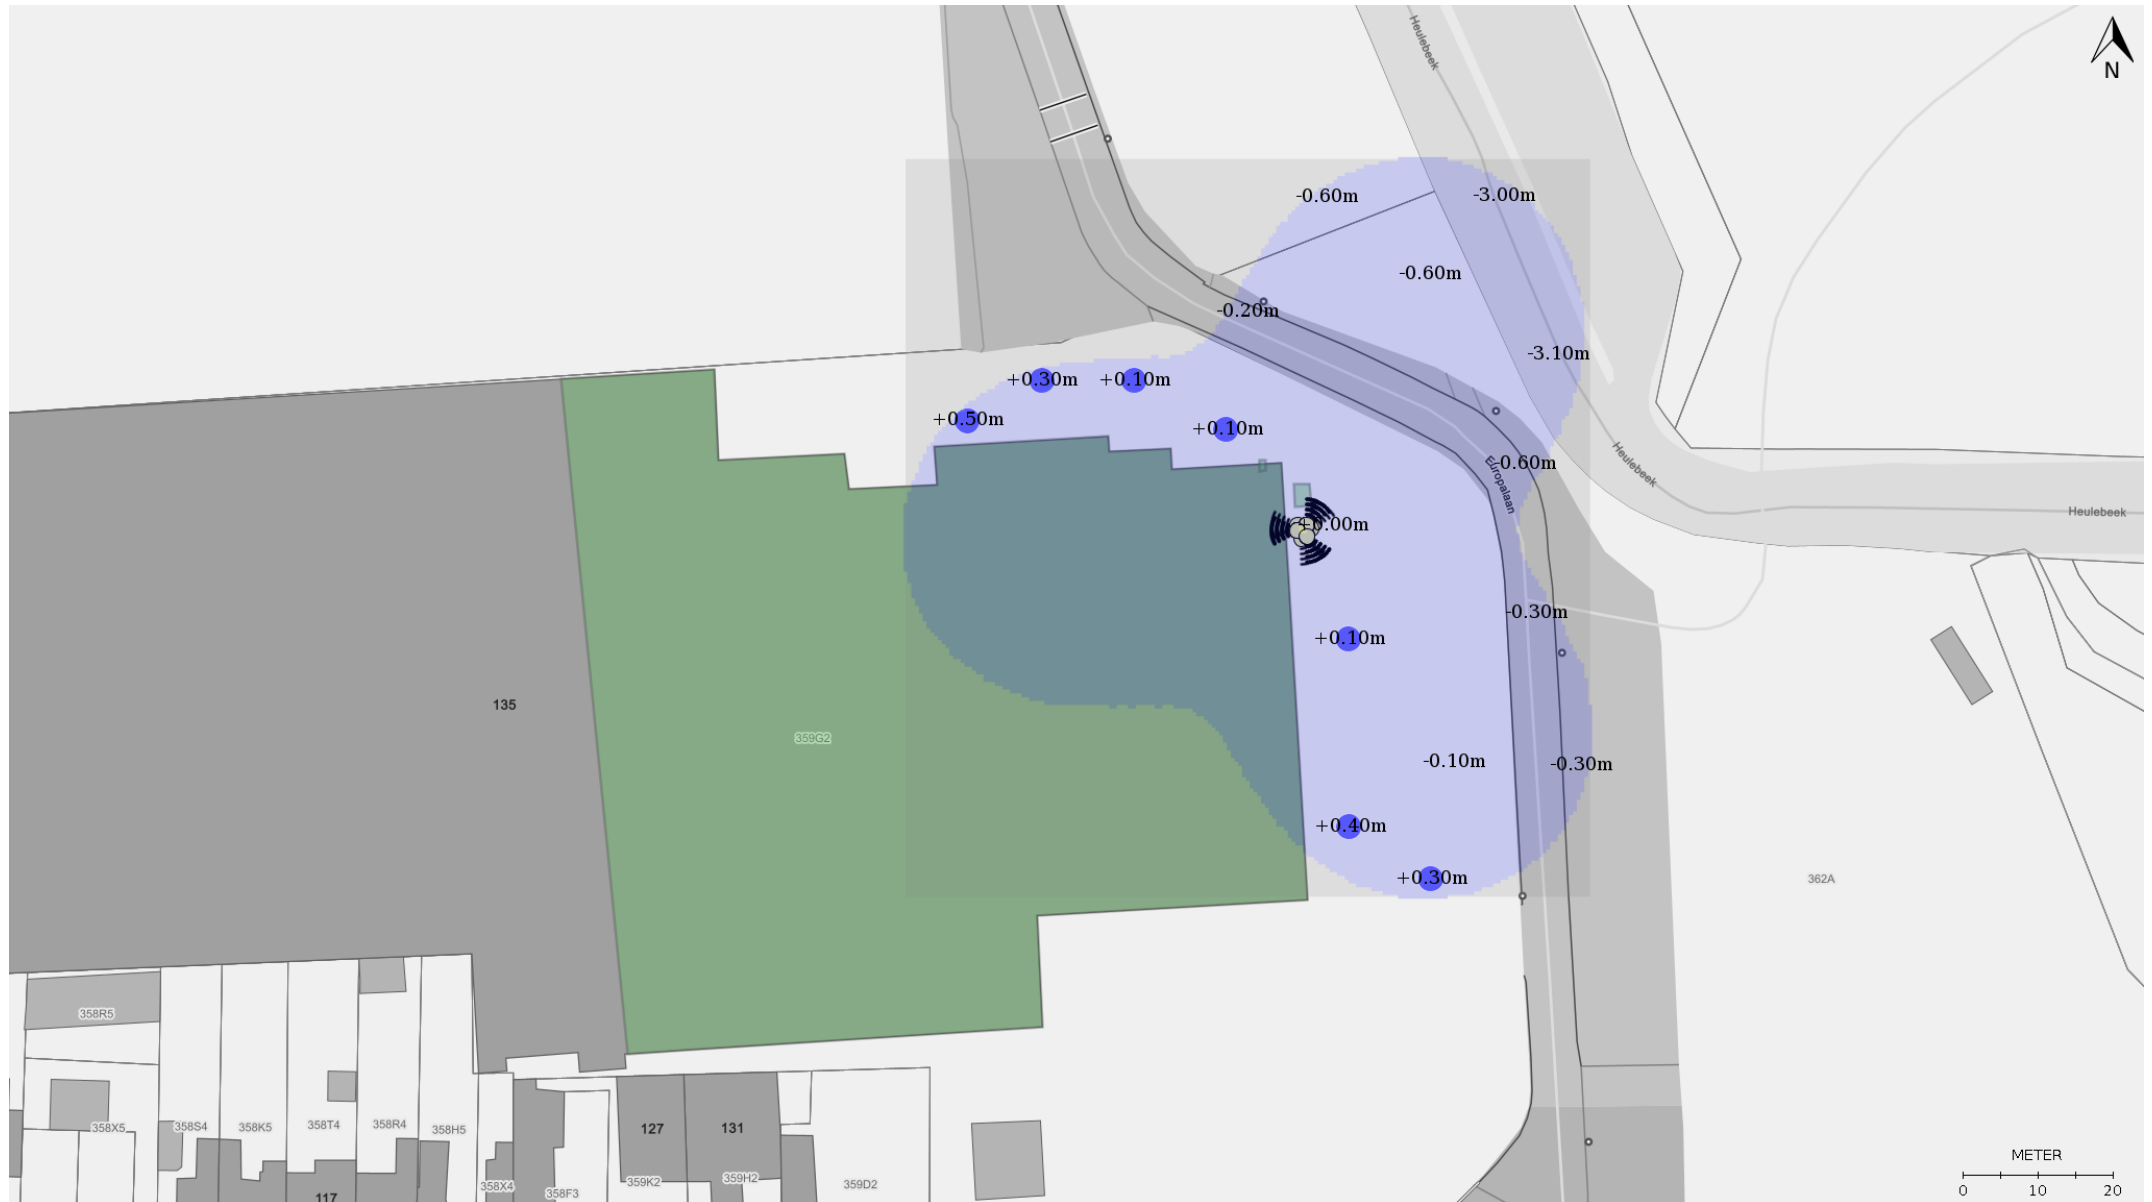 Heulebeek
N
-0.60m
-3.00m
-0.60m
-0.20m
-3.10m
+0.30m
+0.10m
+0.50m
+0.10m
-0.60m
Heulebeek
Europalaan
Heulebeek
+0.00m
-0.30m
+0.10m
135
359G2
-0.10m
-0.30m
+0.40m
+0.30m
362A
358R5
358X5
358S4
358K5
358T4
358R4
358H5
127
131
METER
0
10
20
117
358X4
358F3
359K2
359H2
359D2